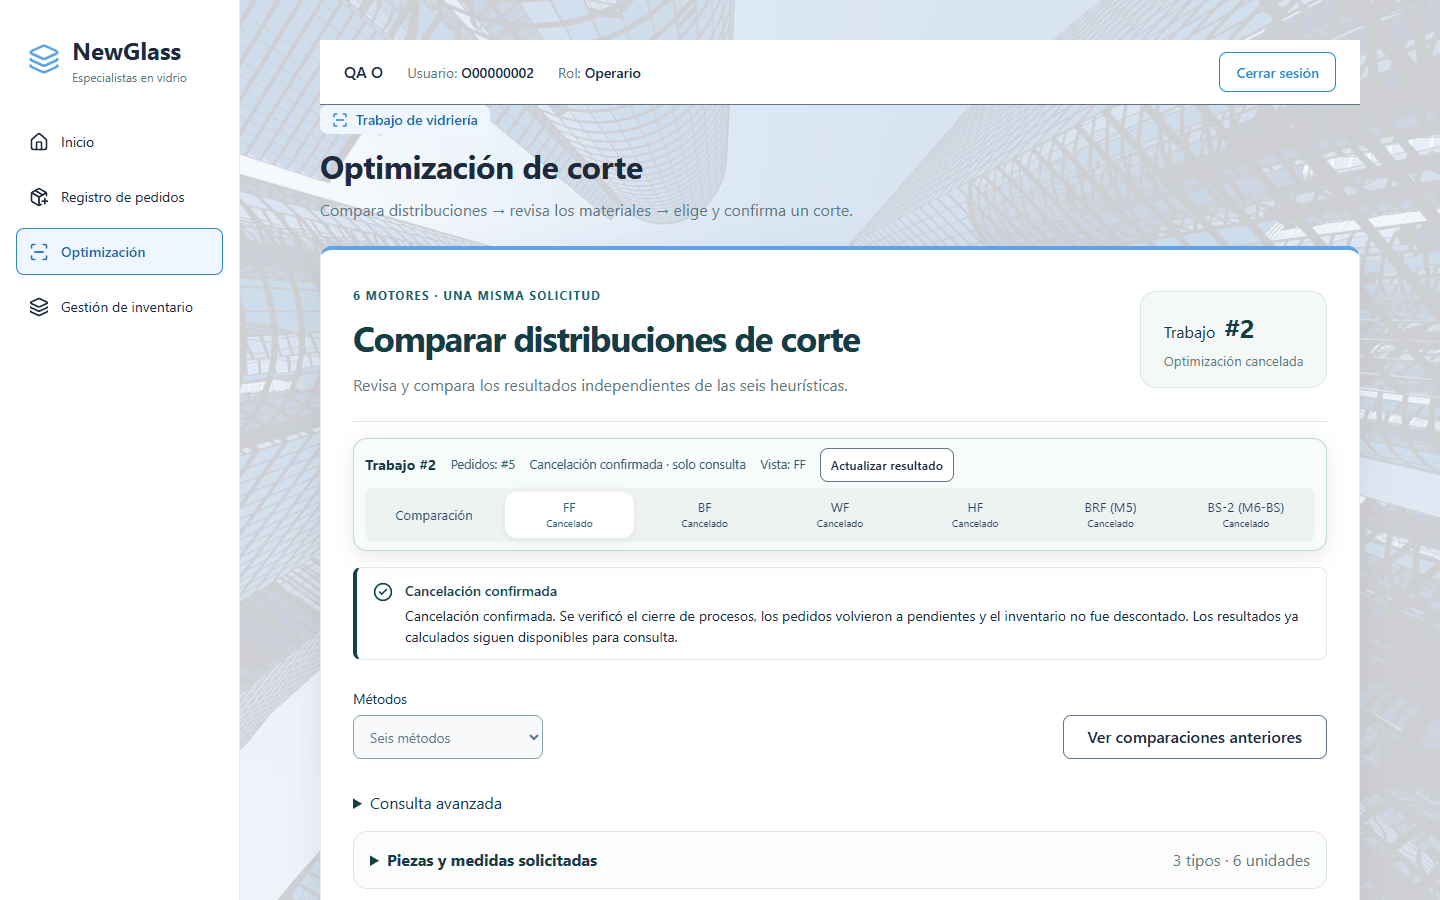 NewGlass
Especialistas en vidrio
Inicio
Registro de pedidos
Optimización
Gestión de inventario
QA O
Usuario: O00000002
Rol: Operario
Cerrar sesión
Trabajo de vidriería
Optimización de corte
Compara distribuciones → revisa los materiales → elige y confirma un corte.
6 MOTORES · UNA MISMA SOLICITUD
Comparar distribuciones de corte
Revisa y compara los resultados independientes de las seis heurísticas.
Trabajo #2
Optimización cancelada
Trabajo #2
Pedidos: #5
Cancelación confirmada · solo consulta
Vista: FF
Actualizar resultado
Comparación
FF
Cancelado
BF
Cancelado
WF
Cancelado
HF
Cancelado
BRF (M5)
Cancelado
BS-2 (M6-BS)
Cancelado
Cancelación confirmada
Cancelación confirmada. Se verificó el cierre de procesos, los pedidos volvieron a pendientes y el inventario no fue descontado. Los resultados ya
calculados siguen disponibles para consulta.
Métodos
Seis métodos
Ver comparaciones anteriores
Consulta avanzada
Piezas y medidas solicitadas
3 tipos · 6 unidades